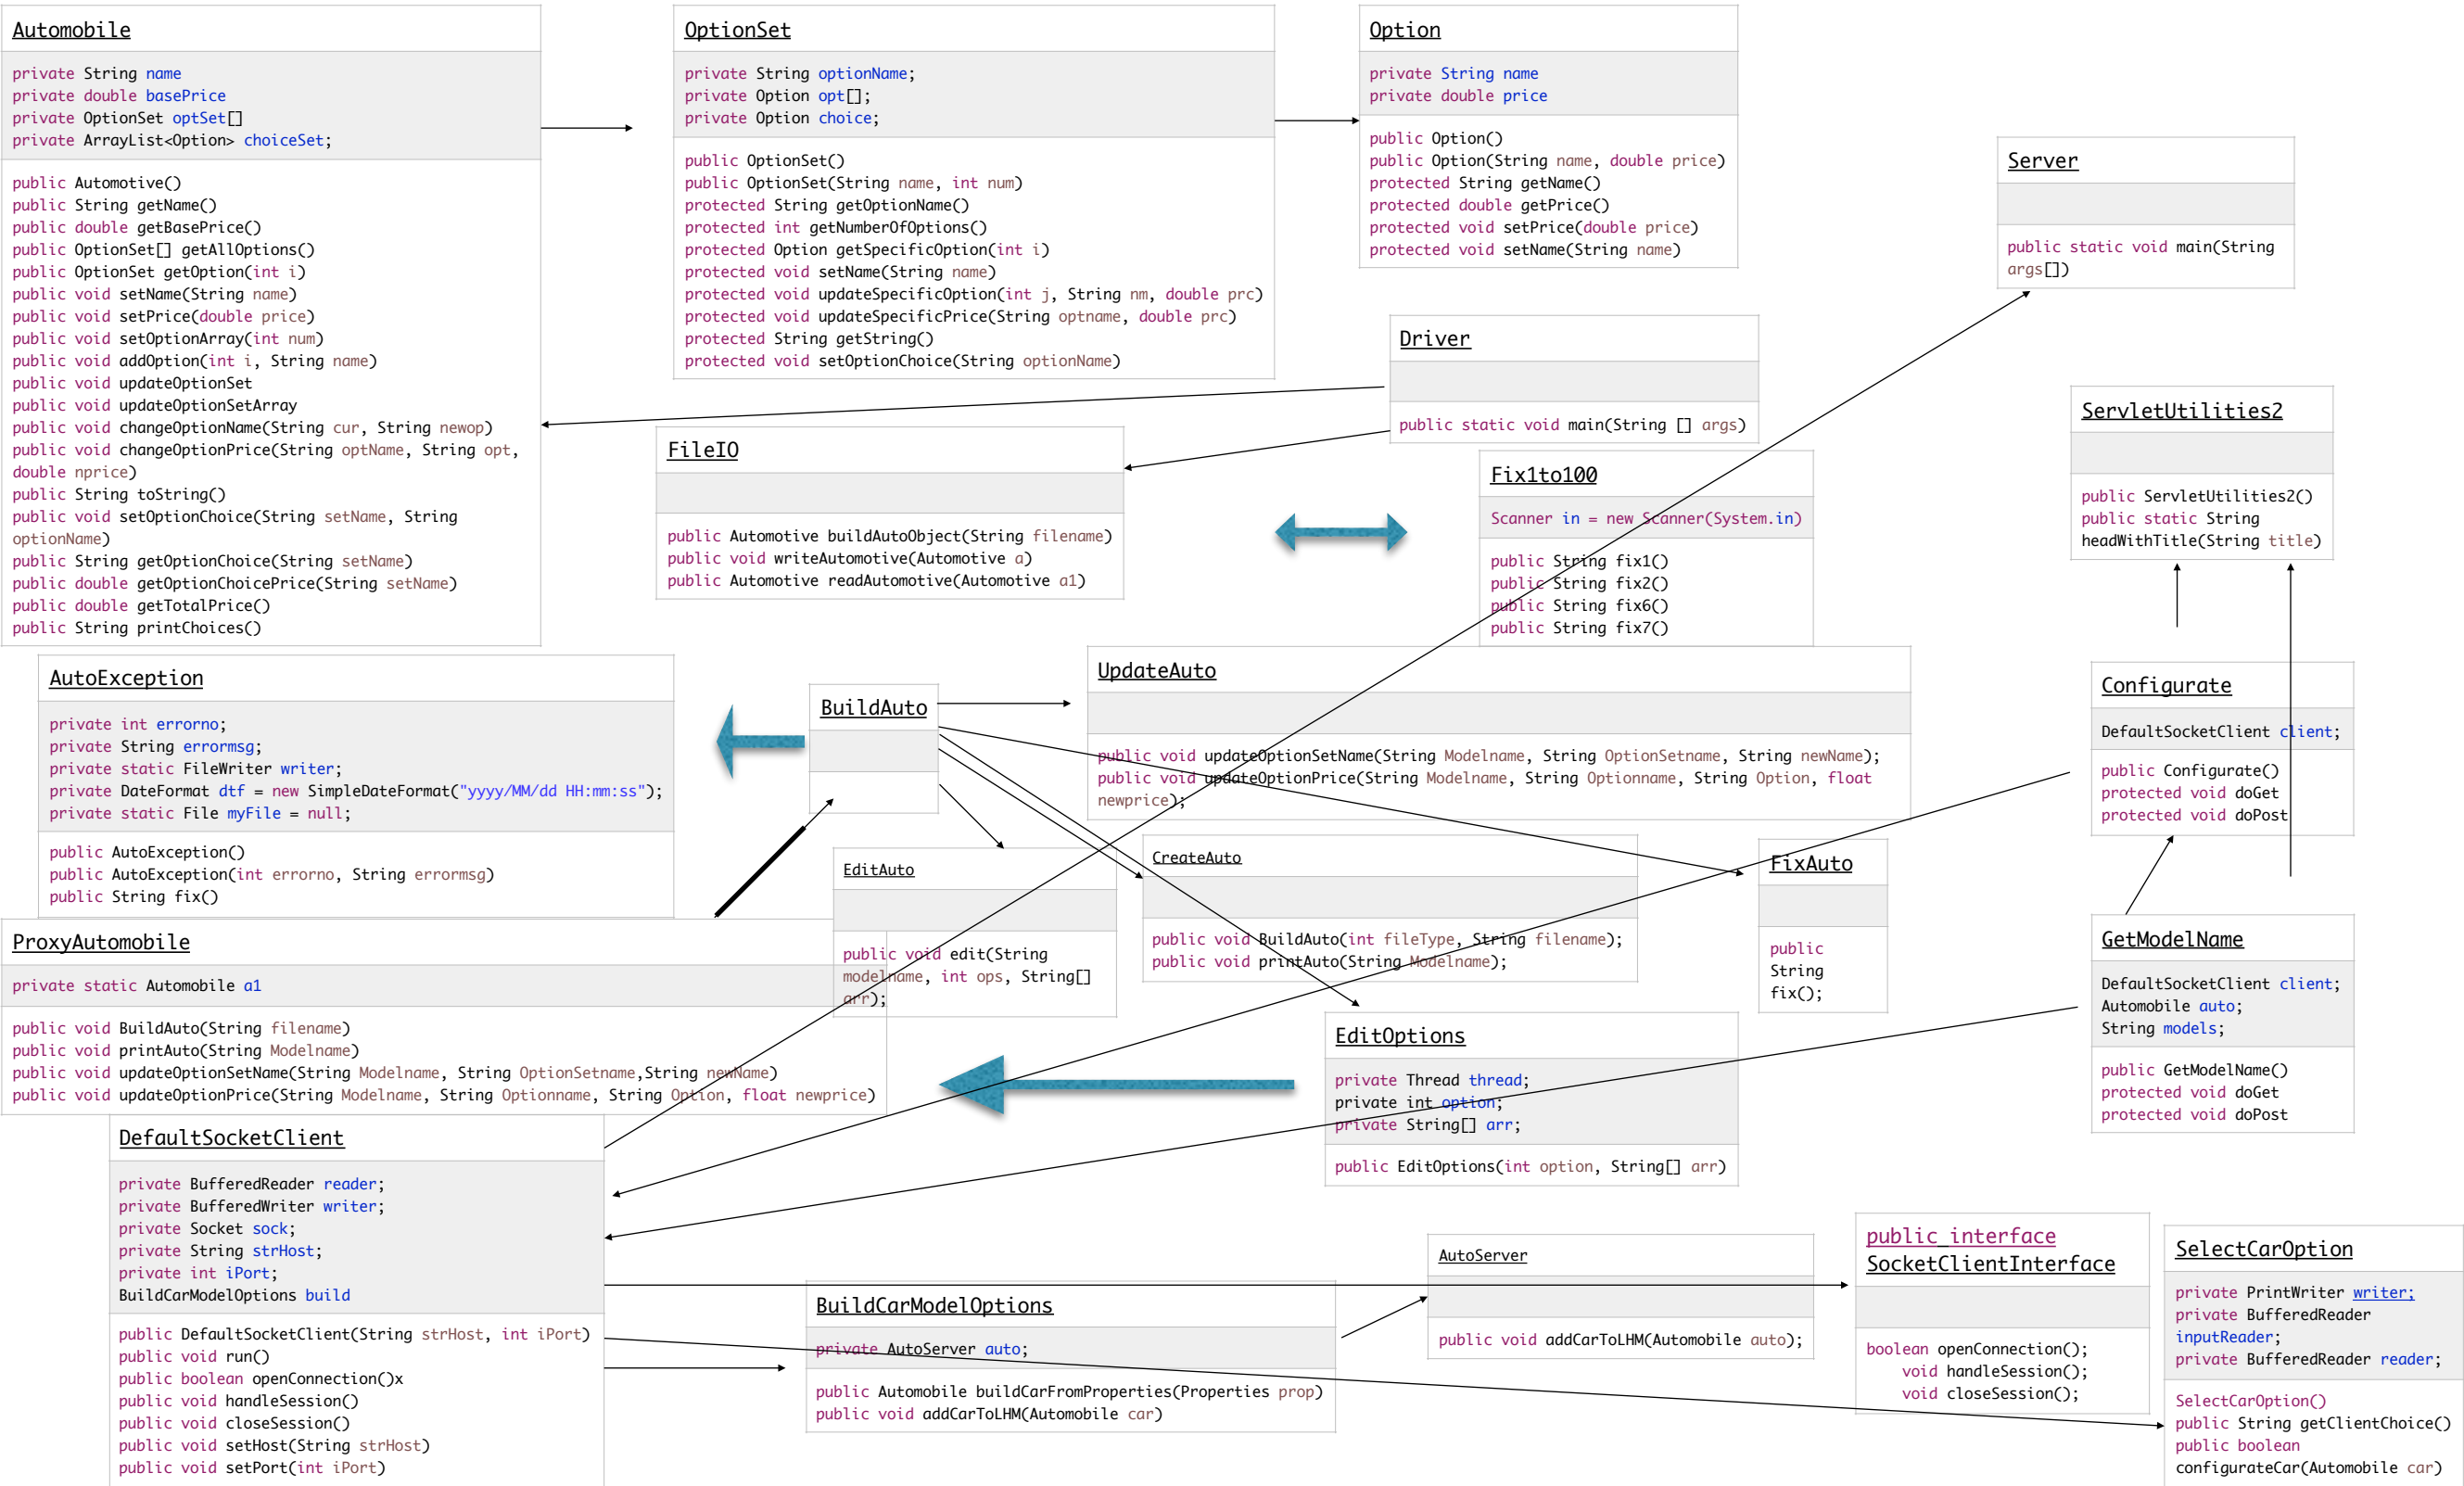 Automobile
private String name
private double basePrice
private OptionSet optSet[]
private ArrayList<Option> choiceSet;
public Automotive()
public String getName()
public double getBasePrice()
public OptionSet[] getAllOptions()
public OptionSet getOption(int i)
public void setName(String name)
public void setPrice(double price)
public void setOptionArray(int num)
public void addOption(int i, String name)
public void updateOptionSet
public void updateOptionSetArray
public void changeOptionName(String cur, String newop)
public void changeOptionPrice(String optName, String opt,
double nprice)
public String toString()
public void setOptionChoice(String setName, String
optionName)
public String getOptionChoice(String setName)
public double getOptionChoicePrice(String setName)
public double getTotalPrice()
public String printChoices()
OptionSet
private String optionName;
private Option opt[];
private Option choice;
public OptionSet()
public OptionSet(String name, int num)
protected String getOptionName()
protected int getNumberOfOptions()
protected Option getSpecificOption(int i)
protected void setName(String name)
protected void updateSpecificOption(int j, String nm, double prc)
protected void updateSpecificPrice(String optname, double prc)
protected String getString()
protected void setOptionChoice(String optionName)
Option
private String name
private double price
public Option()
public Option(String name, double price)
protected String getName()
protected double getPrice()
protected void setPrice(double price)
protected void setName(String name)
Server
public static void main(String
args[])
Driver
public static void main(String [] args)
FileIO
public Automotive buildAutoObject(String filename)
public void writeAutomotive(Automotive a)
public Automotive readAutomotive(Automotive a1)
Fix1to100
Scanner in = new Scanner(System.in)
public String fix1()
public String fix2()
public String fix6()
public String fix7()
ServletUtilities2
public ServletUtilities2()
public static String
headWithTitle(String title)
AutoException
private int errorno;
private String errormsg;
private static FileWriter writer;
private DateFormat dtf = new SimpleDateFormat("yyyy/MM/dd HH:mm:ss");
private static File myFile = null;
public AutoException()
public AutoException(int errorno, String errormsg)
public String fix()
BuildAuto
UpdateAuto
public void updateOptionSetName(String Modelname, String OptionSetname, String newName);
public void updateOptionPrice(String Modelname, String Optionname, String Option, float
newprice);
Configurate
DefaultSocketClient client;
public Configurate()
protected void doGet
protected void doPost
EditAuto
public void edit(String
modelname, int ops, String[]
arr);
CreateAuto
public void BuildAuto(int fileType, String filename);
public void printAuto(String Modelname);
FixAuto
public
String
fix();
ProxyAutomobile
private static Automobile a1
public void BuildAuto(String filename)
public void printAuto(String Modelname)
public void updateOptionSetName(String Modelname, String OptionSetname,String newName)
public void updateOptionPrice(String Modelname, String Optionname, String Option, float newprice)
GetModelName
DefaultSocketClient client;
Automobile auto;
String models;
public GetModelName()
protected void doGet
protected void doPost
EditOptions
private Thread thread;
private int option;
private String[] arr;
public EditOptions(int option, String[] arr)
DefaultSocketClient
private BufferedReader reader;
private BufferedWriter writer;
private Socket sock;
private String strHost;
private int iPort;
BuildCarModelOptions build
public DefaultSocketClient(String strHost, int iPort)
public void run()
public boolean openConnection()x
public void handleSession()
public void closeSession()
public void setHost(String strHost)
public void setPort(int iPort)
BuildCarModelOptions
private AutoServer auto;
public Automobile buildCarFromProperties(Properties prop)
public void addCarToLHM(Automobile car)
AutoServer
public void addCarToLHM(Automobile auto);
public interface
SocketClientInterface
boolean openConnection();
void handleSession();
void closeSession();
SelectCarOption
private PrintWriter writer;
private BufferedReader
inputReader;
private BufferedReader reader;
SelectCarOption()
public String getClientChoice()
public boolean
configurateCar(Automobile car)